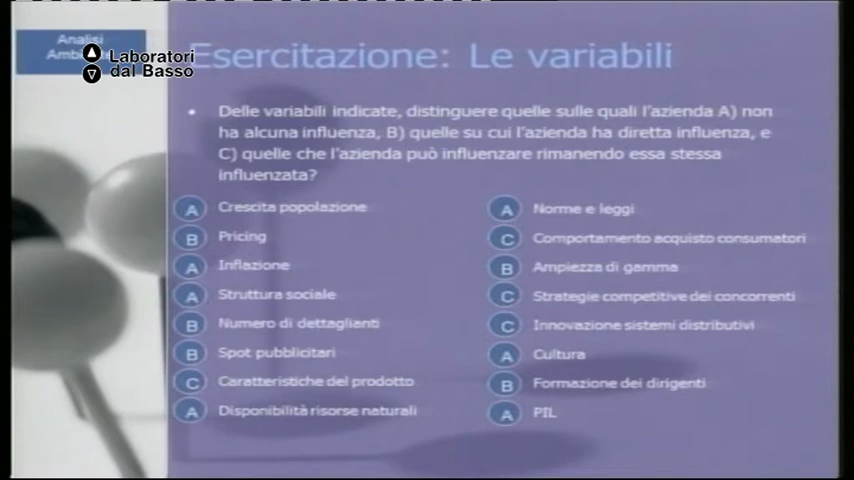 Analisi
Laboratori
dal Basso
Esercitazione: Le variabili
• Delle variabili indicate, distinguere quelle sulle quali l'azienda A) non
ha alcuna influenza, B) quelle su cui l'azienda ha diretta influenza, e
C) quelle che l'azienda può influenzare rimanendo essa stessa
influenzata?
A Crescita popolazione
B Pricing
A Inflazione
A Struttura sociale
B Numero di dettaglianti
B Spot pubblicitari
C Caratteristiche del prodotto
A Disponibilità risorse naturali
A Norme e leggi
C Comportamento acquisto consumatori
B Ampiezza di gamma
C Strategie competitive dei concorrenti
C Innovazione sistemi distributivi
A Cultura
B Formazione dei dirigenti
A PIL